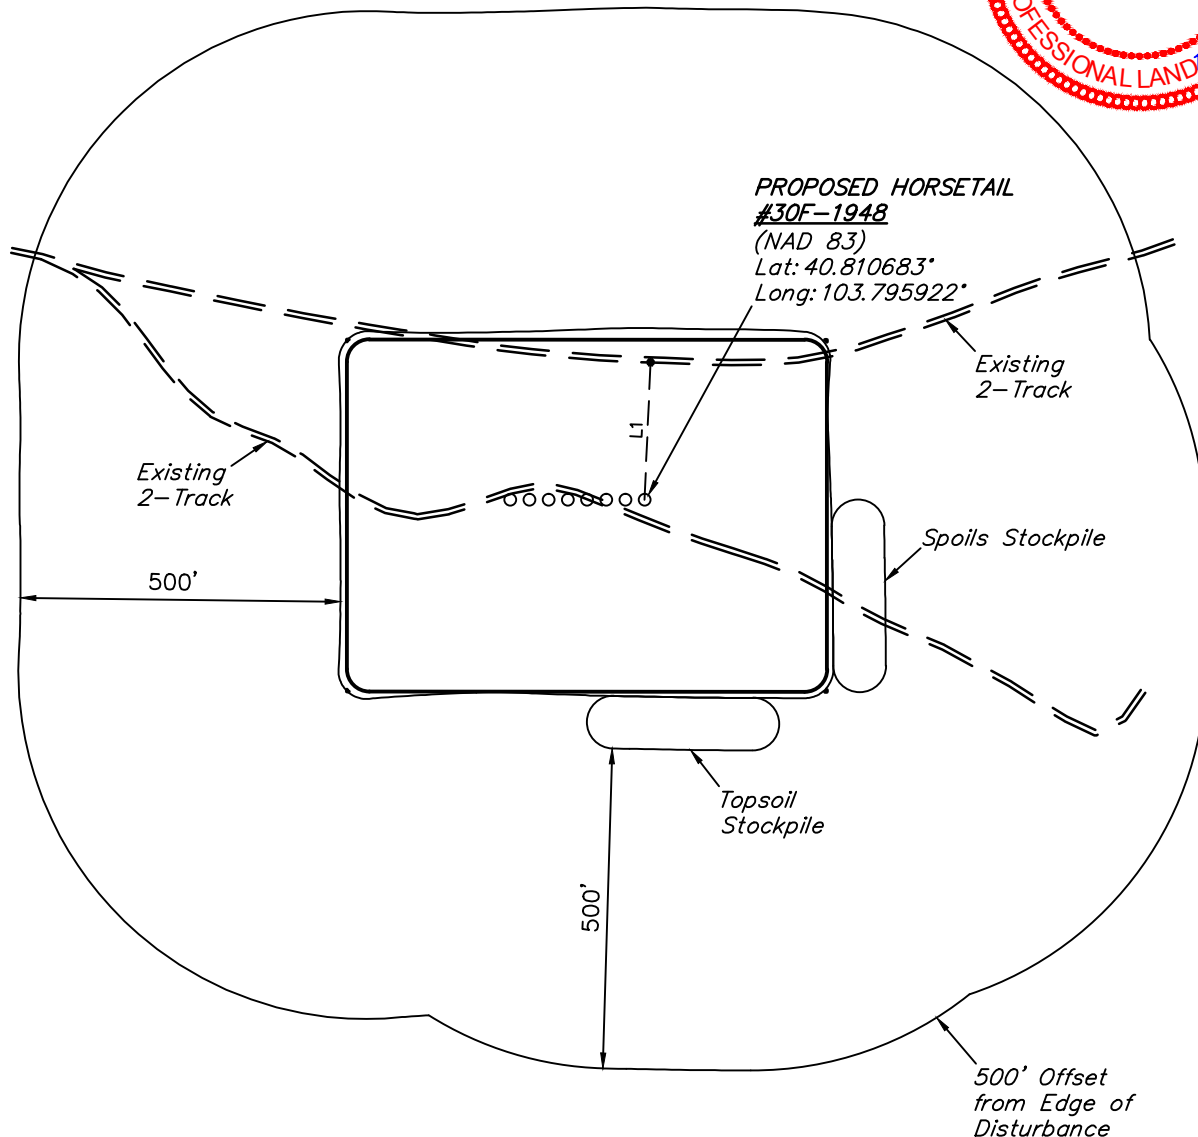 PROFESSIONAL LAND
PROPOSED HORSETAIL
#30F-1948
(NAD 83)
Lat: 40.810683°
Long: 103.795922°
Existing
2-Track
L1
Existing
2-Track
Spoils Stockpile
500'
Topsoil
Stockpile
500'
500' Offset
from Edge of
Disturbance